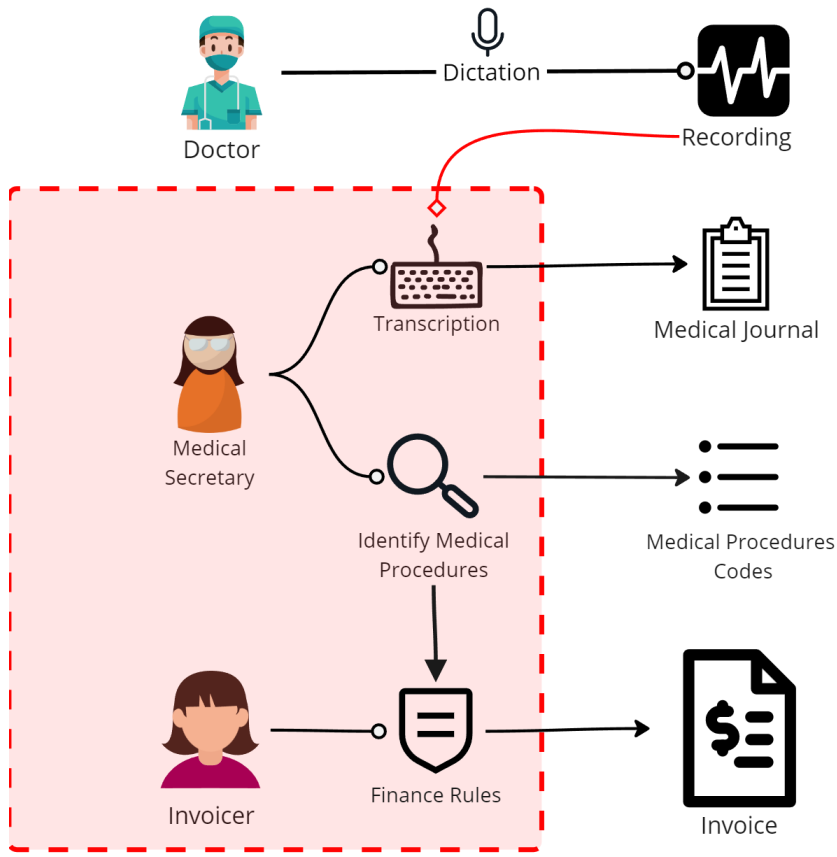 Dictation
Doctor
Recording
Transcription
Medical Journal
Medical
Secretary
Identify Medical
Procedures
Medical Procedures
Codes
Invoicer
Finance Rules
Invoice